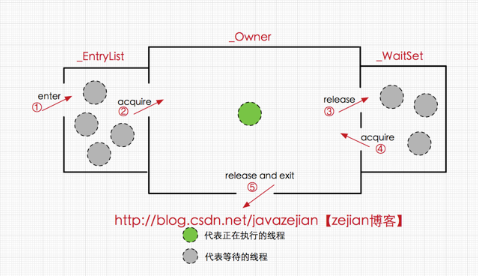 _Owner
_EntryList
_WaitSet
enter
①
acquire
②
release
③
acquire
④
release and exit
⑤
http://blog.csdn.net/javazejian【zejian博客】
代表正在执行的线程
代表等待的线程